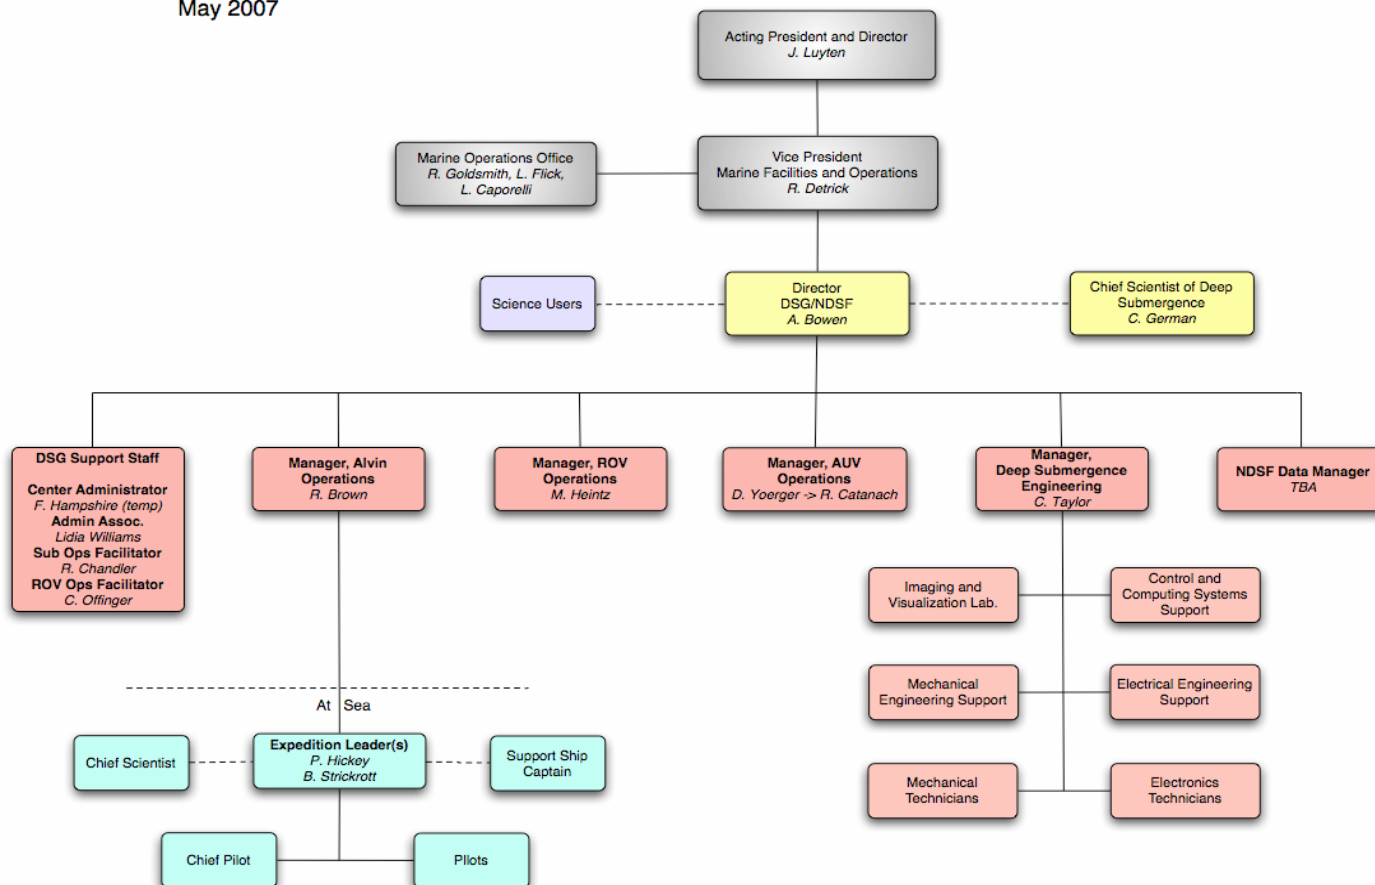 May 2007
Acting President and Director
J. Luyten
Marine Operations Office
R. Goldsmith, L. Flick,
L. Caporelli
Vice President
Marine Facilities and Operations
R. Detrick
Science Users
Director
DSG/NDSF
A. Bowen
Chief Scientist of Deep
Submergence
C. German
DSG Support Staff
Center Administrator
F. Hampshire (temp)
Admin Assoc.
Lidia Williams
Sub Ops Facilitator
R. Chandler
ROV Ops Facilitator
C. Offinger
Manager, Alvin
Operations
R. Brown
Manager, ROV
Operations
M. Heintz
Manager, AUV
Operations
D. Yoerger -> R. Catanach
Manager,
Deep Submergence
Engineering
C. Taylor
NDSF Data Manager
TBA
Imaging and
Visualization Lab.
Control and
Computing Systems
Support
Mechanical
Engineering Support
Electrical Engineering
Support
Mechanical
Technicians
Electronics
Technicians
At Sea
Chief Scientist
Expedition Leader(s)
P. Hickey
B. Strickrott
Support Ship
Captain
Chief Pilot
PIlots